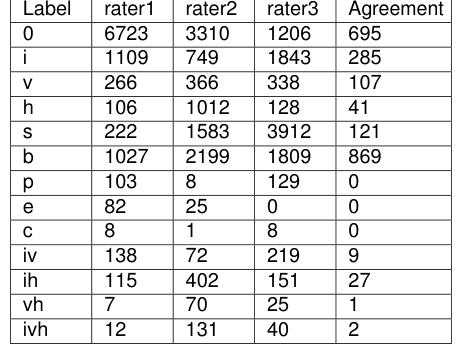 Label rater1 rater2 rater3 Agreement
0 6723 3310 1206 695
i 1109 749 1843 285
v 266 366 338 107
h 106 1012 128 41
s 222 1583 3912 121
b 1027 2199 1809 869
p 103 8 129 0
e 82 25 0 0
c 8 1 8 0
iv 138 72 219 9
ih 115 402 151 27
vh 7 70 25 1
ivh 12 131 40 2